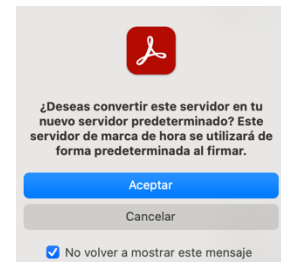 ¿Deseas convertir este servidor en tu
nuevo servidor predeterminado? Este
servidor de marca de hora se utilizará de
forma predeterminada al firmar.
Aceptar
Cancelar
No volver a mostrar este mensaje